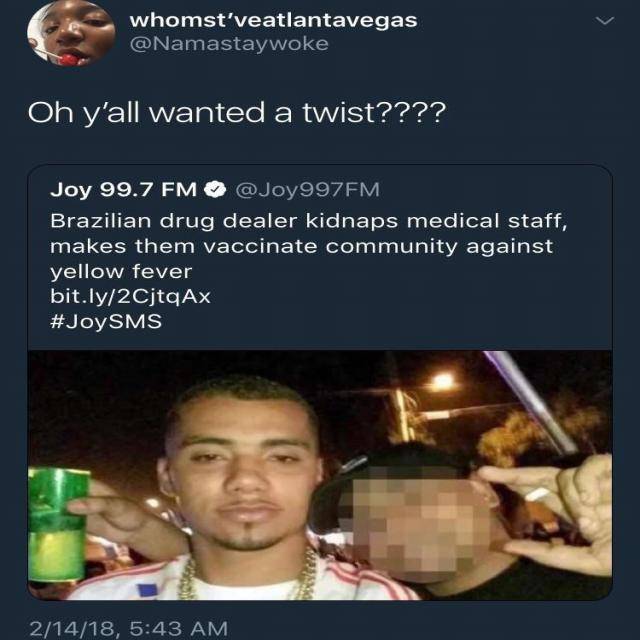 whomst'veatlantavegas
@Namastaywoke
Oh y'all wanted a twist????
Joy 99.7 FM @Joy997FM
Brazilian drug dealer kidnaps medical staff,
makes them vaccinate community against
yellow fever
bit.ly/2CjtqAx
#JoySMS
2/14/18, 5:43 AM